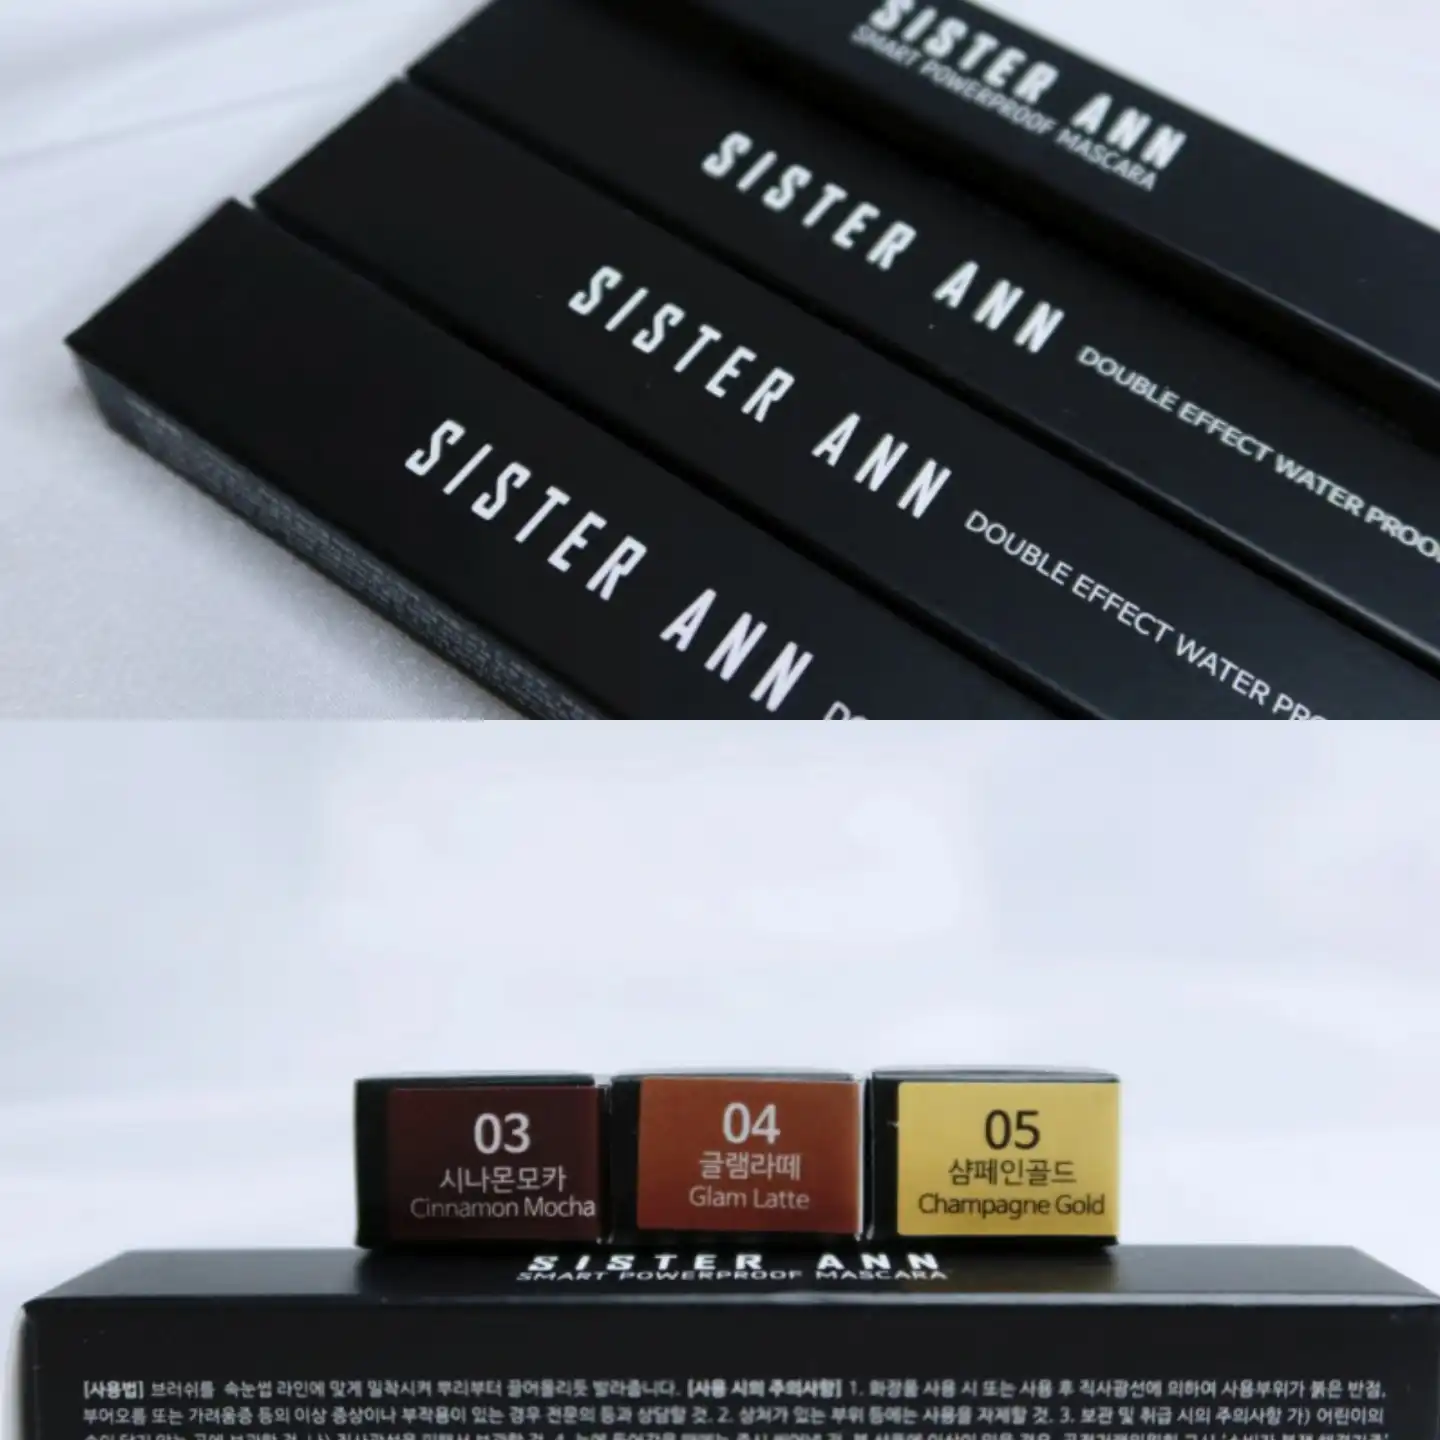 SISTER ANN
SMART POWERPROOF MASCARA
SISTER ANN DOUBLE EFFECT WATER PROOF
SISTER ANN DOUBLE EFFECT WATER PRO
SISTER ANN DO
03
시나몬모카
Cinnamon Mocha
04
글램라떼
Glam Latte
05
샴페인골드
Champagne Gold
SISTER ANN
SMART POWERPROOF MASCARA
[사용법] 브러쉬를 속눈썹 라인에 맞게 밀착시켜 뿌리부터 끌어올리듯 발라줍니다. [사용 시의 주의사항] 1. 화장품 사용 시 또는 사용 후 직사광선에 의하여 사용부위가 붉은 반점,
부어오름 또는 가려움증 등의 이상 증상이나 부작용이 있는 경우 전문의 등과 상담할 것. 2. 상처가 있는 부위 등에는 사용을 자제할 것. 3. 보관 및 취급 시의 주의사항 가) 어린이의